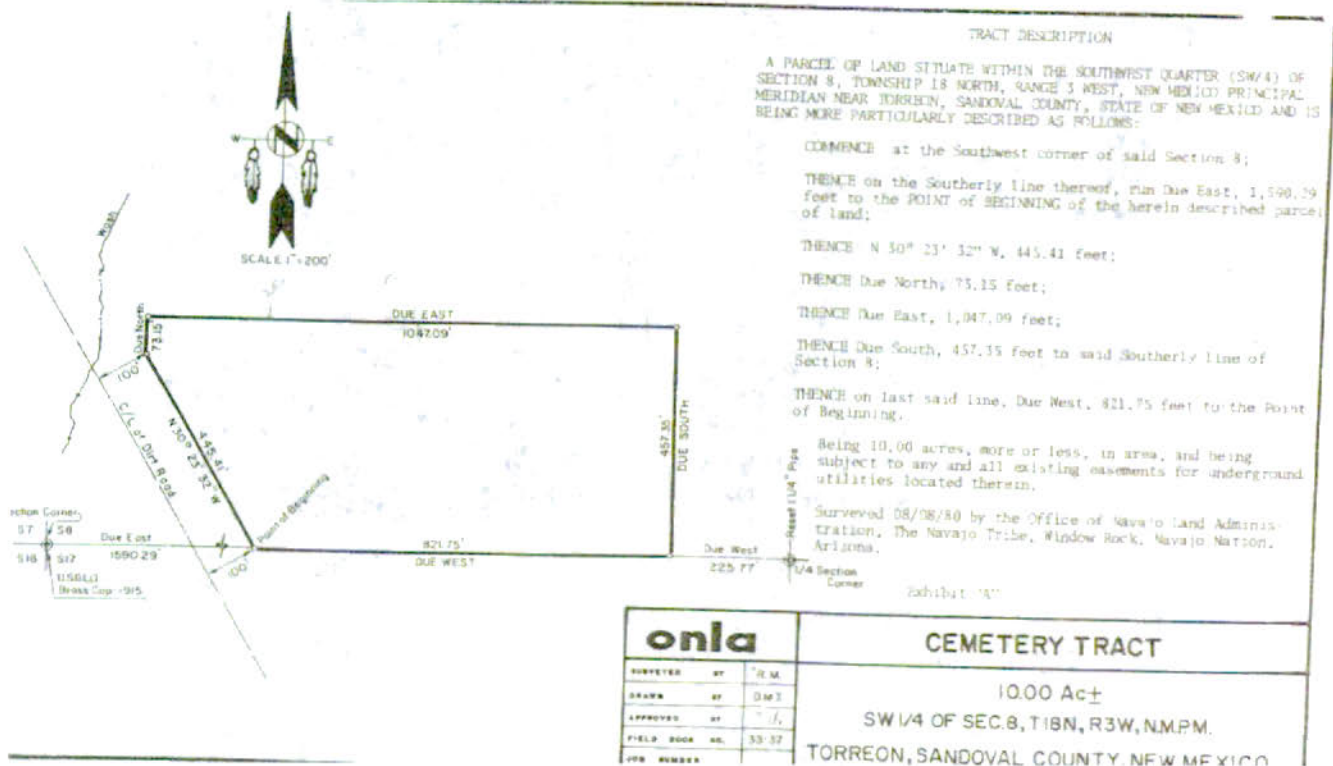 TRACT DESCRIPTION
A PARCEL OF LAND SITUATE WITHIN THE SOUTHWEST QUARTER (SW/4) OF
SECTION 8, TOWNSHIP 18 NORTH, RANGE 3 WEST, NEW MEXICO PRINCIPAL
MERIDIAN NEAR TORREON, SANDOVAL COUNTY, STATE OF NEW MEXICO AND IS
BEING MORE PARTICULARLY DESCRIBED AS FOLLOWS:
COMMENCE at the Southwest corner of said Section 8;
THENCE on the Southerly line thereof, run Due East, 1,590.29
feet to the POINT of BEGINNING of the herein described parcel
of land;
THENCE N 30° 23' 32" W, 445.41 feet;
THENCE Due North, 73.15 feet;
THENCE Due East, 1,047.09 feet;
THENCE Due South, 457.35 feet to said Southerly line of
Section 8;
THENCE on last said line, Due West, 821.75 feet to the Point
of Beginning.
Being 10.00 acres, more or less, in area, and being
subject to any and all existing easements for underground
utilities located therein.
Surveyed 08/08/80 by the Office of Navajo Land Adminis-
tration, The Navajo Tribe, Window Rock, Navajo Nation,
Arizona.
Exhibit "A"
W
N
E
SCALE 1"=200'
Wash
Due North
73.15
DUE EAST
1047.09'
100'
C/L of Dirt Road
445.41'
N 30° 23' 32" W
457.35'
DUE SOUTH
Point of Beginning
ction Corner
S7 S8
S18 S17
Due East
1590.29'
Brass Cap 1915
100'
821.75'
DUE WEST
Due West
225.77
Reset 1 1/4" Pipe
1/4 Section
Corner
onla
SURVEYED BY R.M.
DRAWN BY
APPROVED BY
FIELD BOOK NO. 33-37
JOB NUMBER
CEMETERY TRACT
10.00 Ac±
SW 1/4 OF SEC.8, T18N, R3W, N.M.P.M.
TORREON, SANDOVAL COUNTY, NEW MEXICO